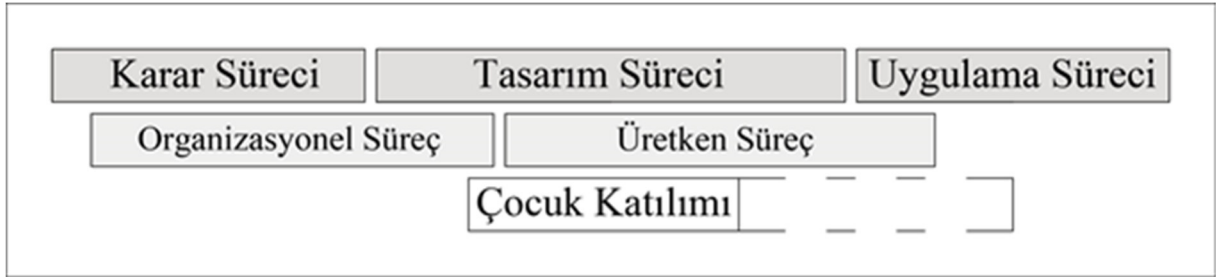 Karar Süreci Tasarım Süreci Uygulama Süreci
Organizasyonel Süreç Üretken Süreç
Çocuk Katılımı